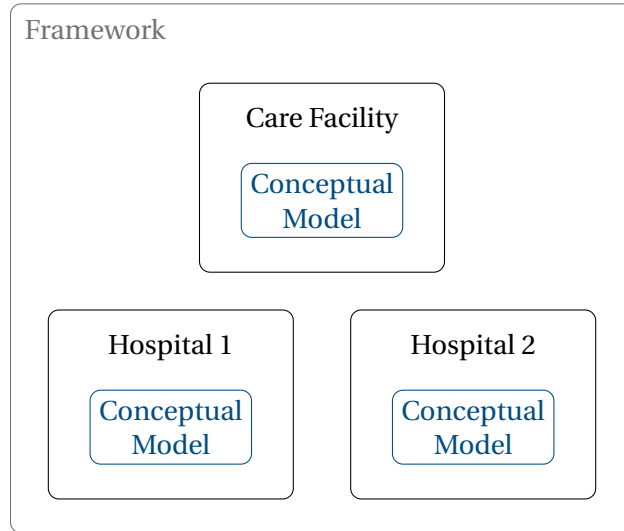 Framework
Care Facility
Conceptual
Model
Hospital 1
Conceptual
Model
Hospital 2
Conceptual
Model